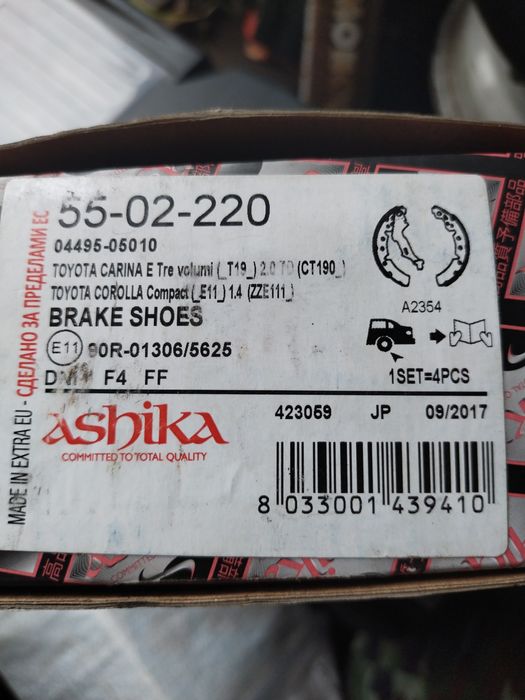 55-02-220
04495-05010
TOYOTA CARINA E Tre volumi (_T19_) 2.0 TD (CT190_)
TOYOTA COROLLA Compact (_E11_) 1.4 (ZZE111_)
BRAKE SHOES
A2354
E11 90R-01306/5625
F4 FF
1SET=4PCS
423059 JP 09/2017
ashika
COMMITTED TO TOTAL QUALITY
8 033001 439410
MADE IN EXTRA EU - СДЕЛАНО ЗА ПРЕДЕЛАМИ ЕС